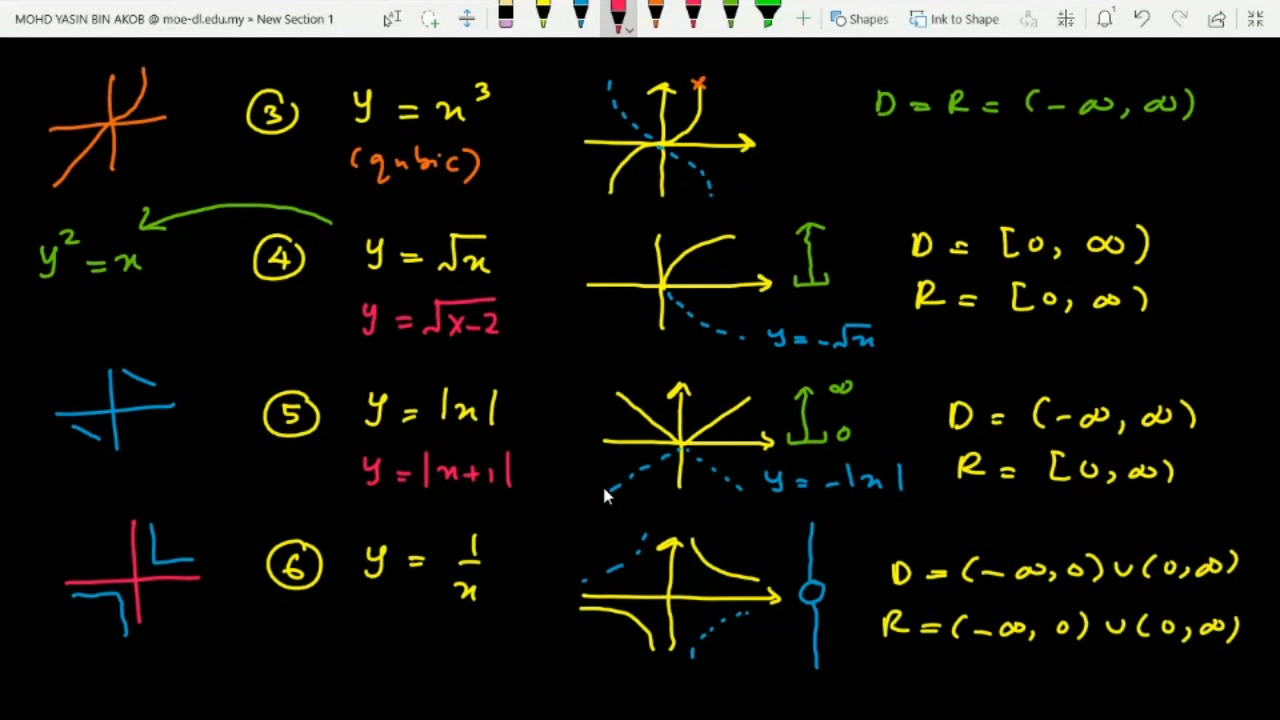 MOHD YASIN BIN AKOB @ moe-dl.edu.my » New Section 1
Shapes
Ink to Shape
③ y = x³
(qubic)
D = R = (-∞, ∞)
y² = x
④ y = √x
y = √x-2
y = -√x
D = [0, ∞)
R = [0, ∞)
⑤ y = |x|
y = |x+1|
∞
0
y = -|x|
D = (-∞, ∞)
R = [0, ∞)
⑥ y = 1/x
D = (-∞, 0) ∪ (0, ∞)
R = (-∞, 0) ∪ (0, ∞)